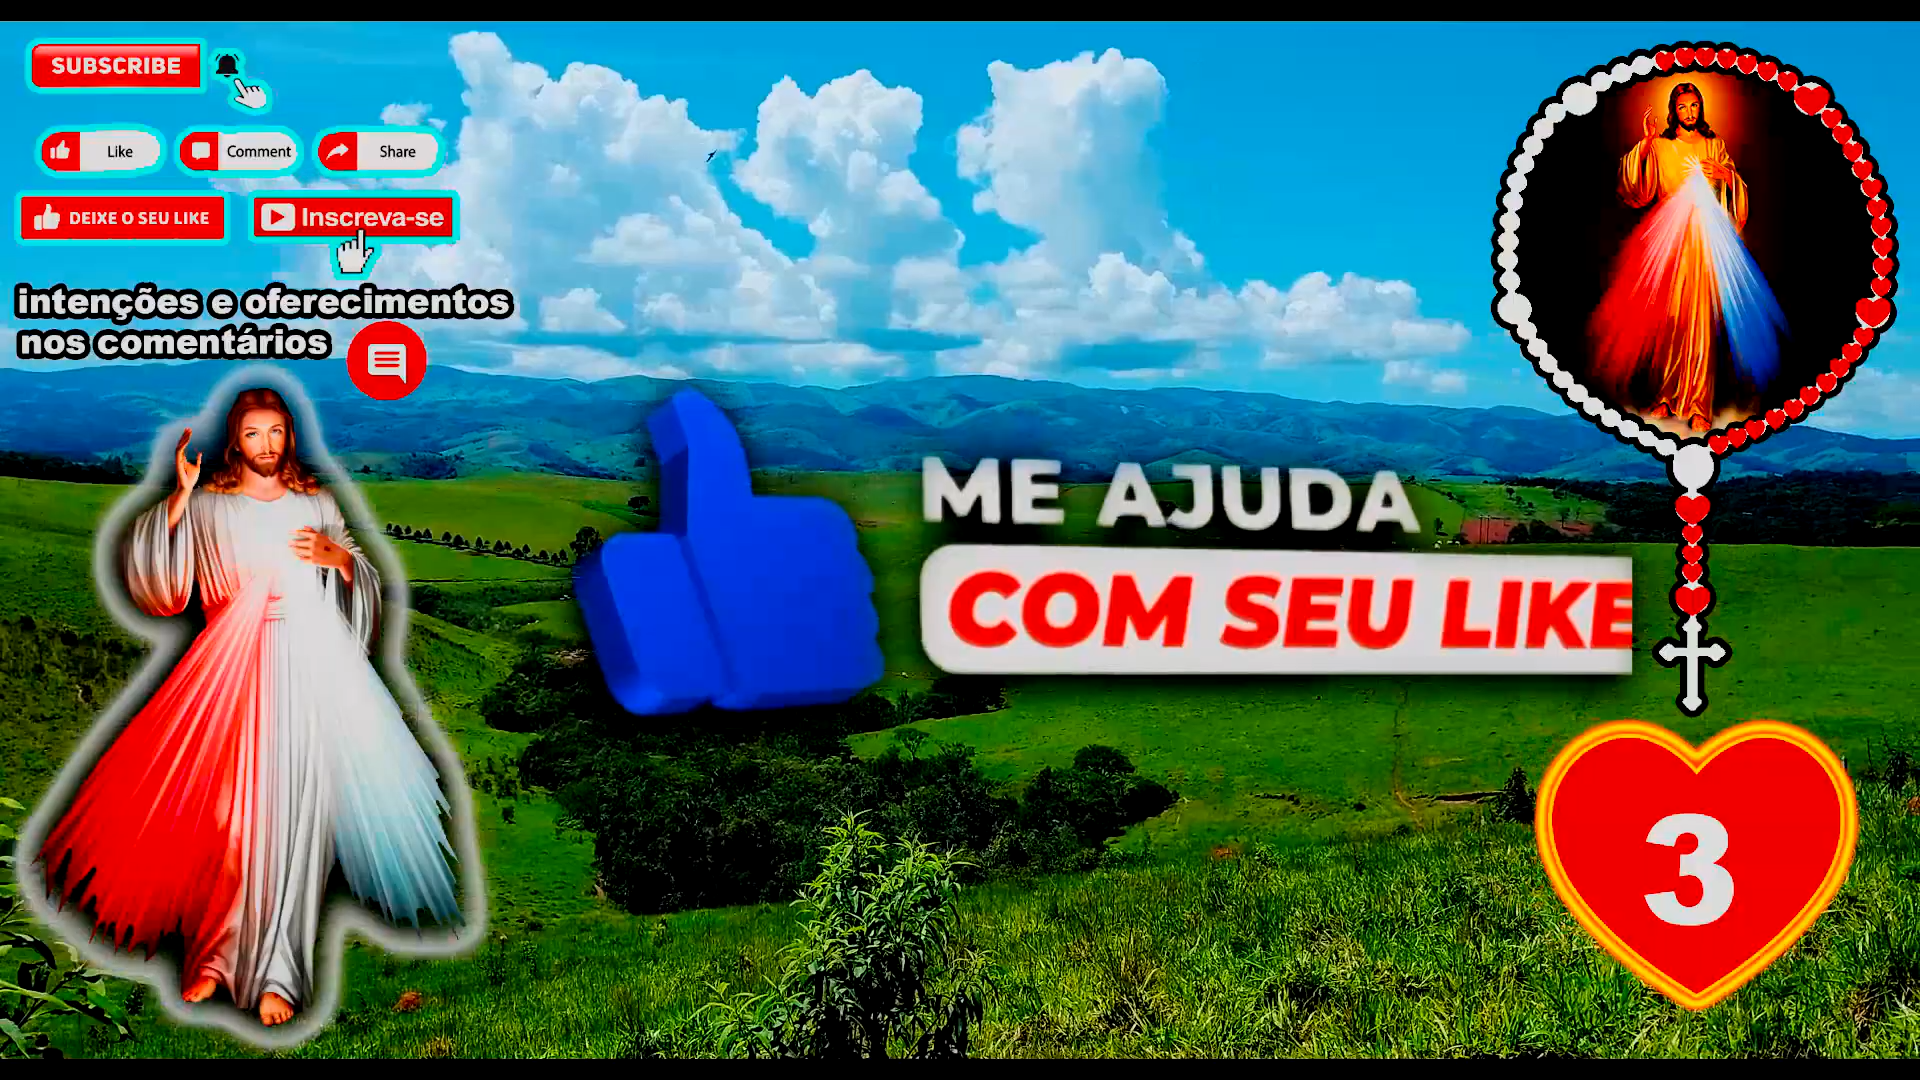 SUBSCRIBE
Like
Comment
Share
DEIXE O SEU LIKE
Inscreva-se
intenções e oferecimentos
nos comentários
ME AJUDA
COM SEU LIKE
3